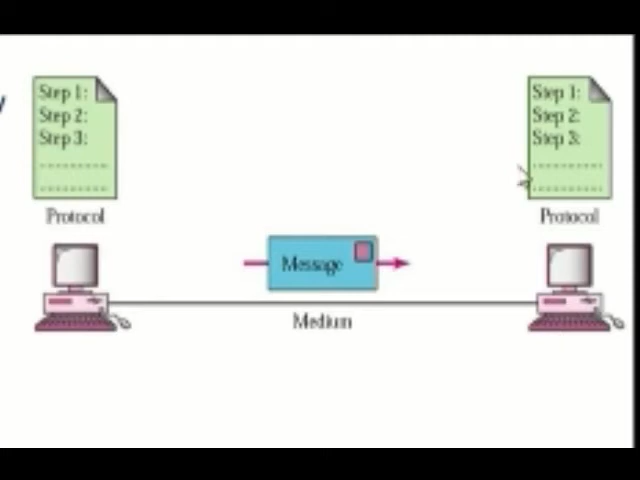 Step 1:
Step 2:
Step 3:
Protocol
Step 1:
Step 2:
Step 3:
Protocol
Message
Medium